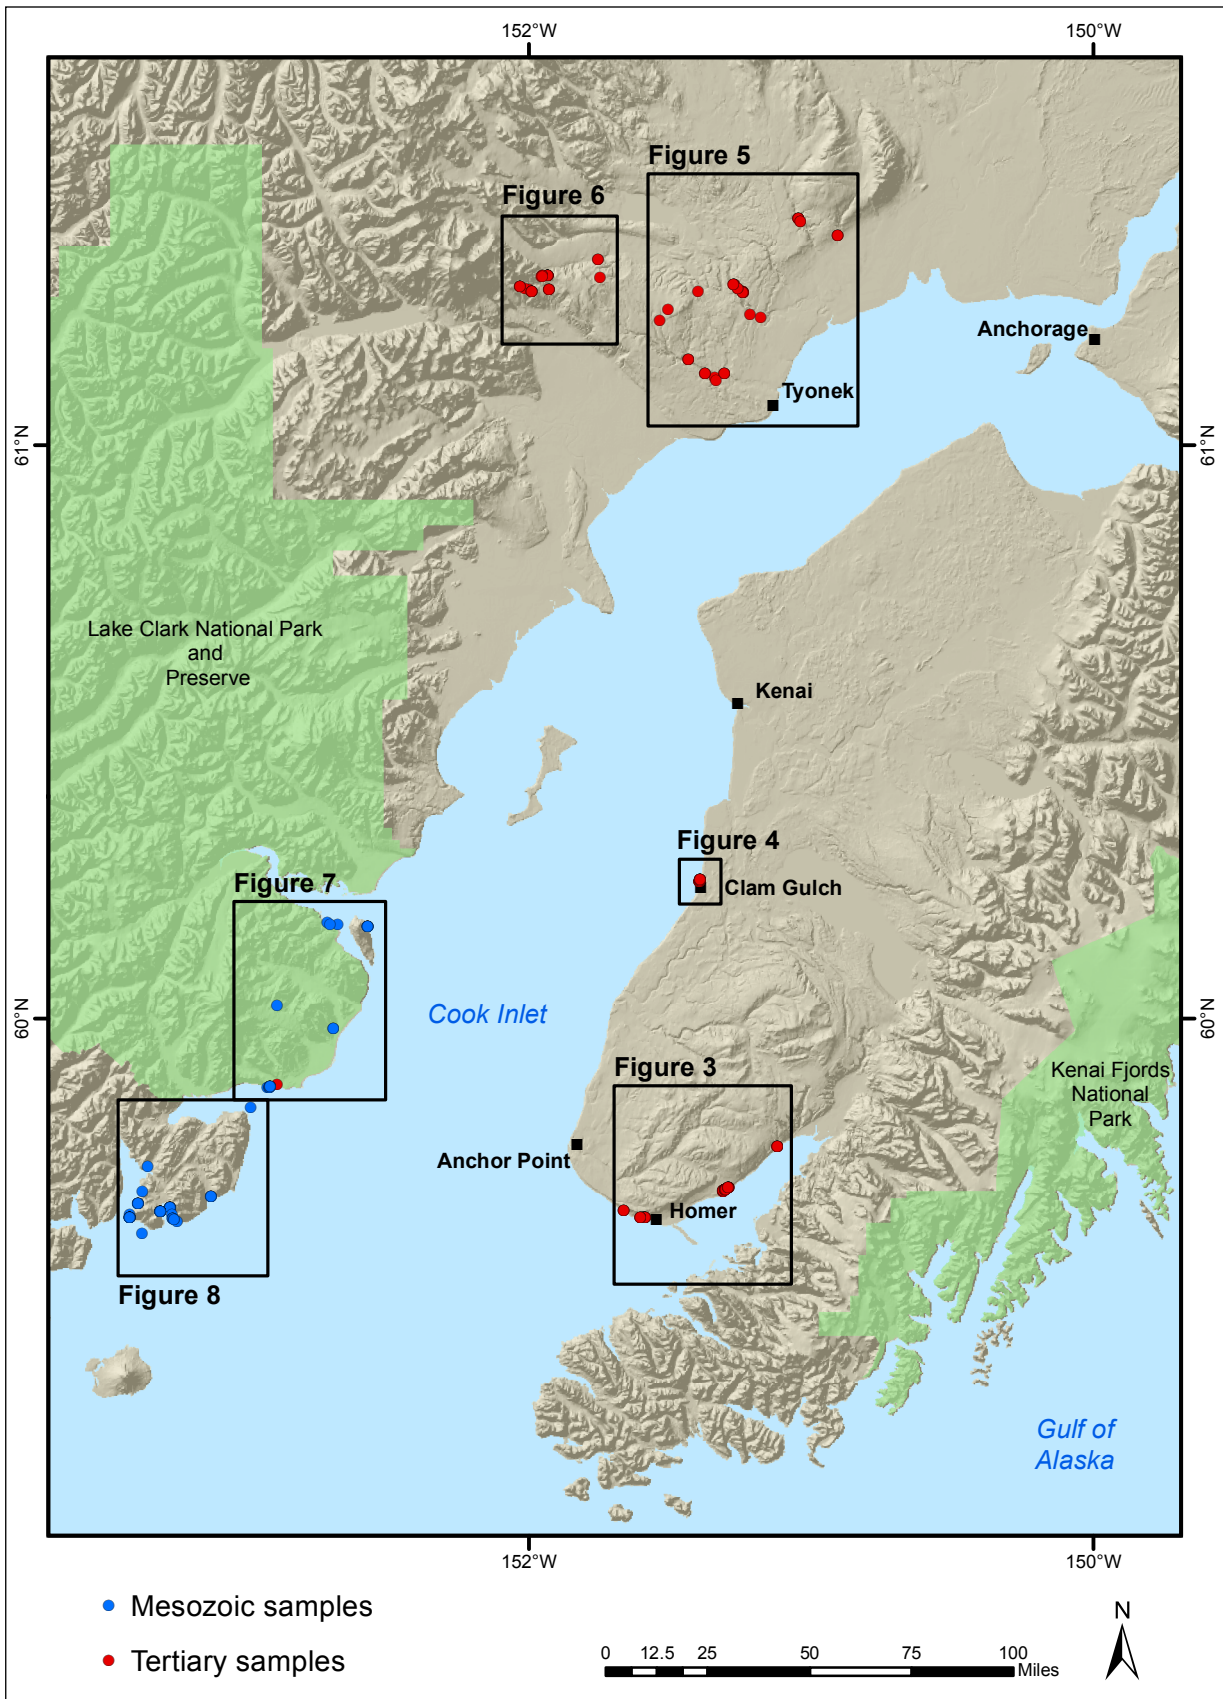 152°W
150°W
Figure 5
Figure 6
Anchorage
Tyonek
61°N
61°N
Lake Clark National Park
and
Preserve
Kenai
Figure 4
Clam Gulch
Figure 7
Cook Inlet
60°N
60°N
Figure 3
Kenai Fjords
National
Park
Anchor Point
Homer
Figure 8
Gulf of
Alaska
152°W
150°W
Mesozoic samples
Tertiary samples
N
0 12.5 25 50 75 100
Miles